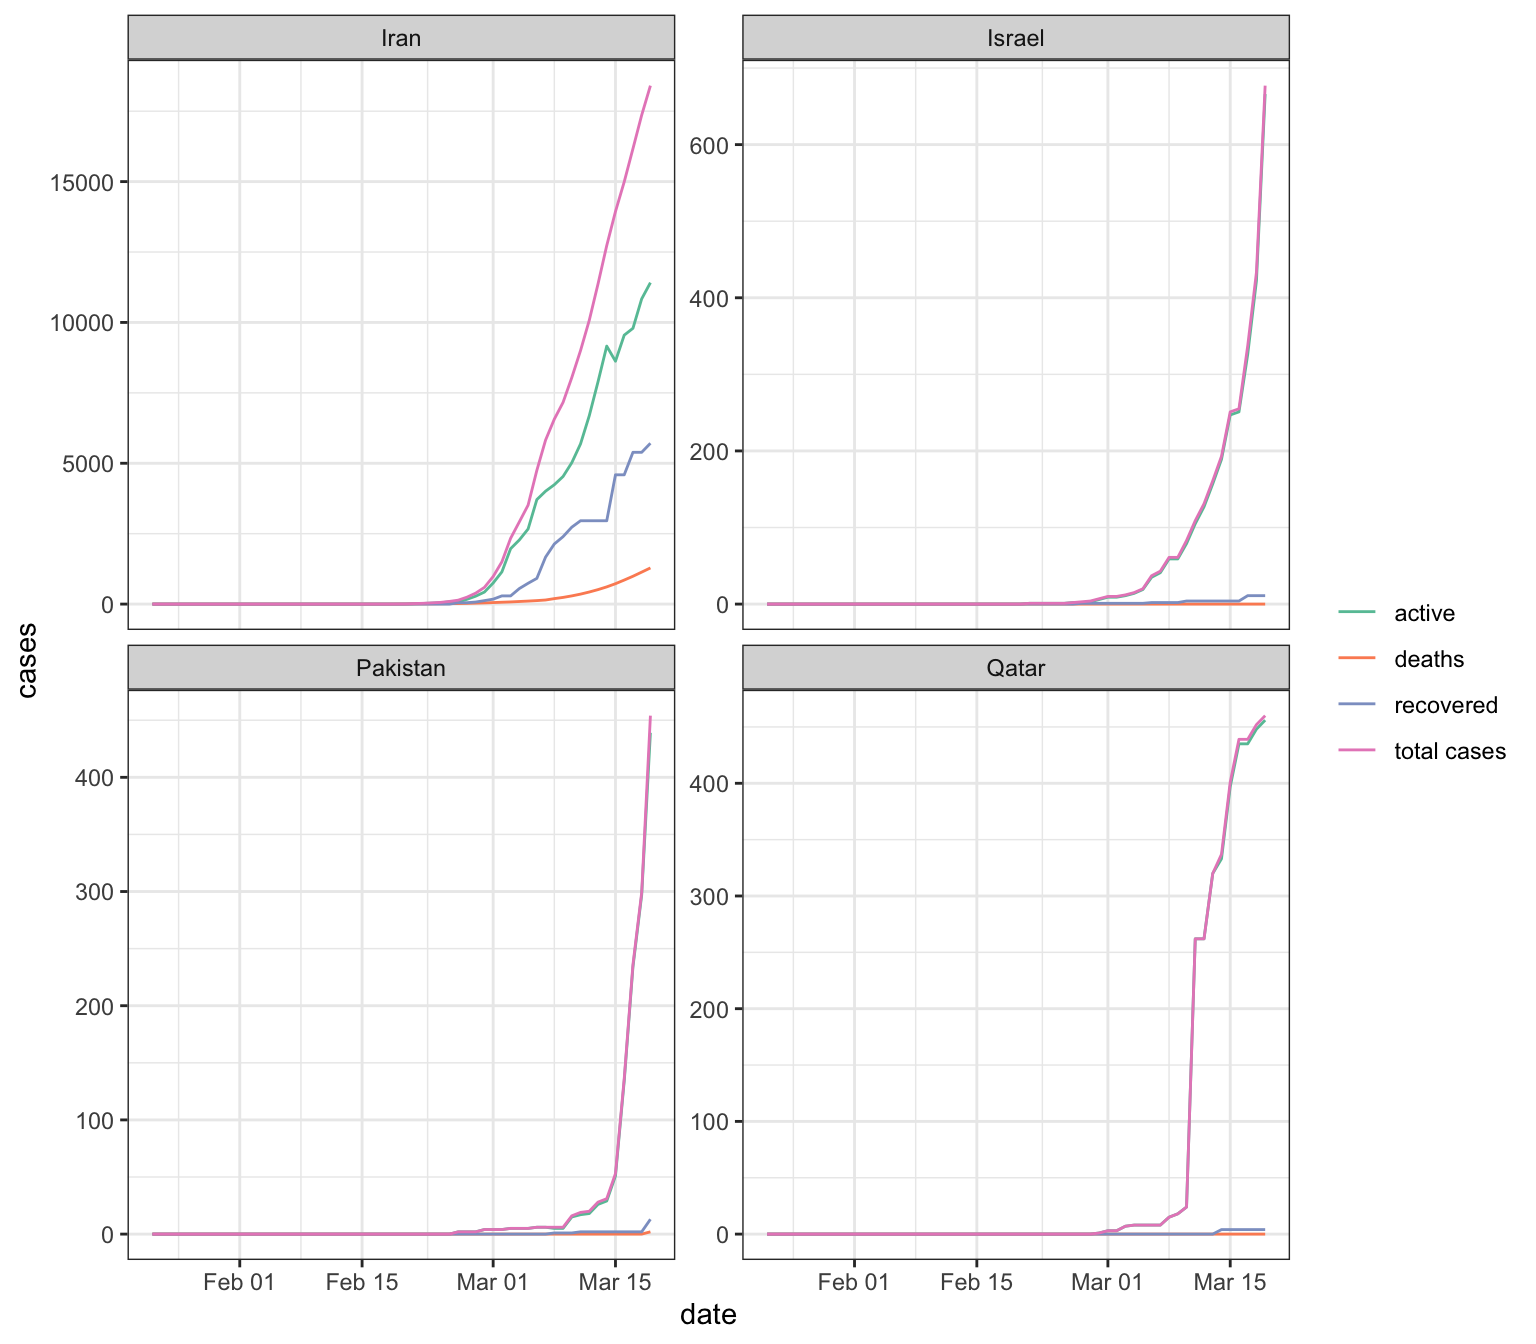 Iran
Israel
15000
10000
5000
0
600
400
200
0
Pakistan
Qatar
400
300
200
100
0
400
300
200
100
0
Feb 01
Feb 15
Mar 01
Mar 15
Feb 01
Feb 15
Mar 01
Mar 15
date
cases
active
deaths
recovered
total cases